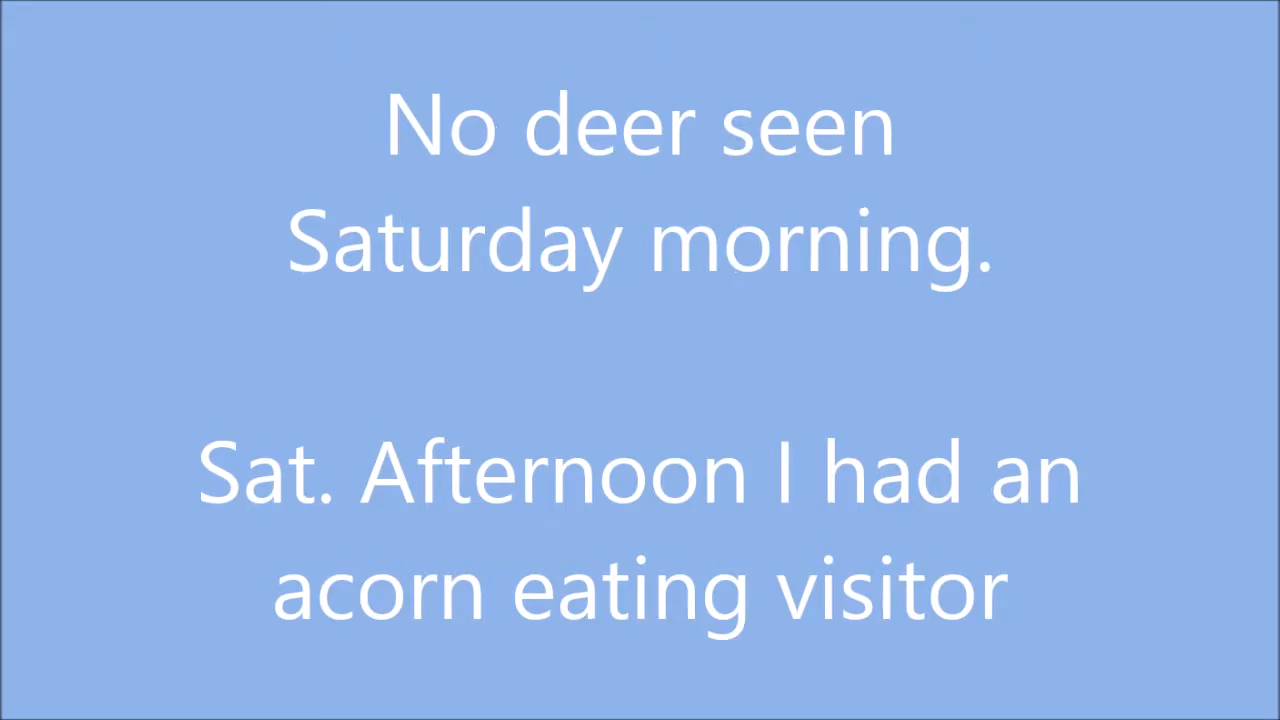 No deer seen
Saturday morning.
Sat. Afternoon I had an
acorn eating visitor